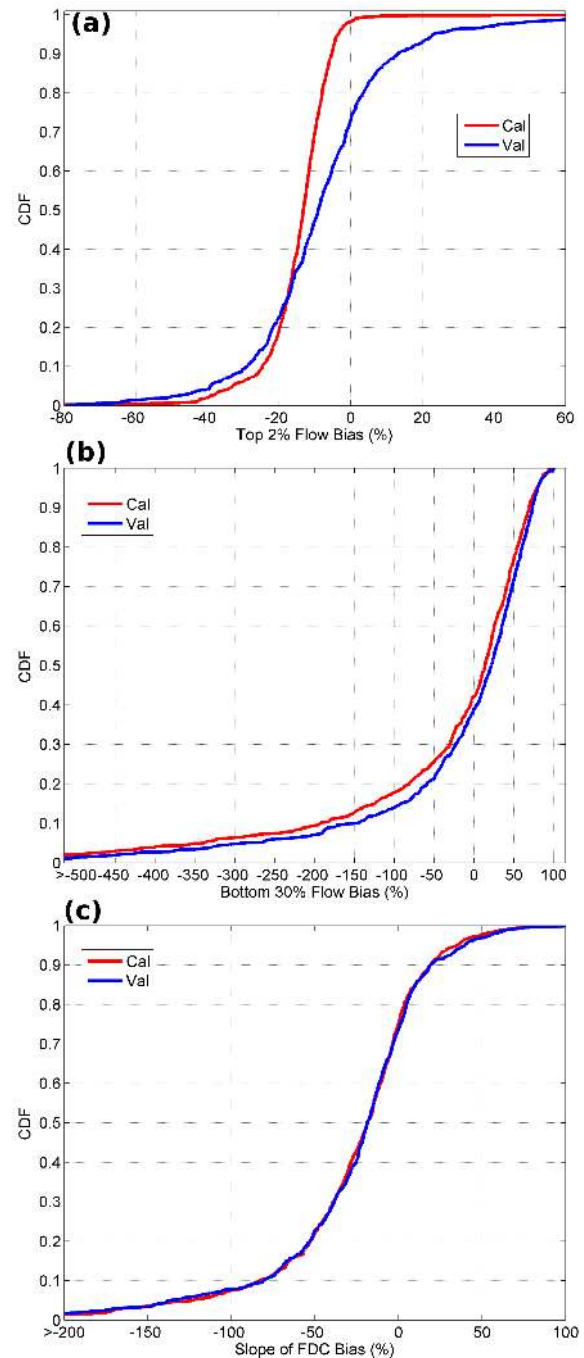 (a)
1
0.9
0.8
0.7
0.6
0.5
0.4
0.3
0.2
0.1
0
CDF
Cal
Val
-80 -60 -40 -20 0 20 40 60
Top 2% Flow Bias (%)
(b)
1
0.9
0.8
0.7
0.6
0.5
0.4
0.3
0.2
0.1
0
CDF
Cal
Val
>-500 -450 -400 -350 -300 -250 -200 -150 -100 -50 0 50 100
Bottom 30% Flow Bias (%)
(c)
1
0.9
0.8
0.7
0.6
0.5
0.4
0.3
0.2
0.1
0
CDF
Cal
Val
>-200 -150 -100 -50 0 50 100
Slope of FDC Bias (%)